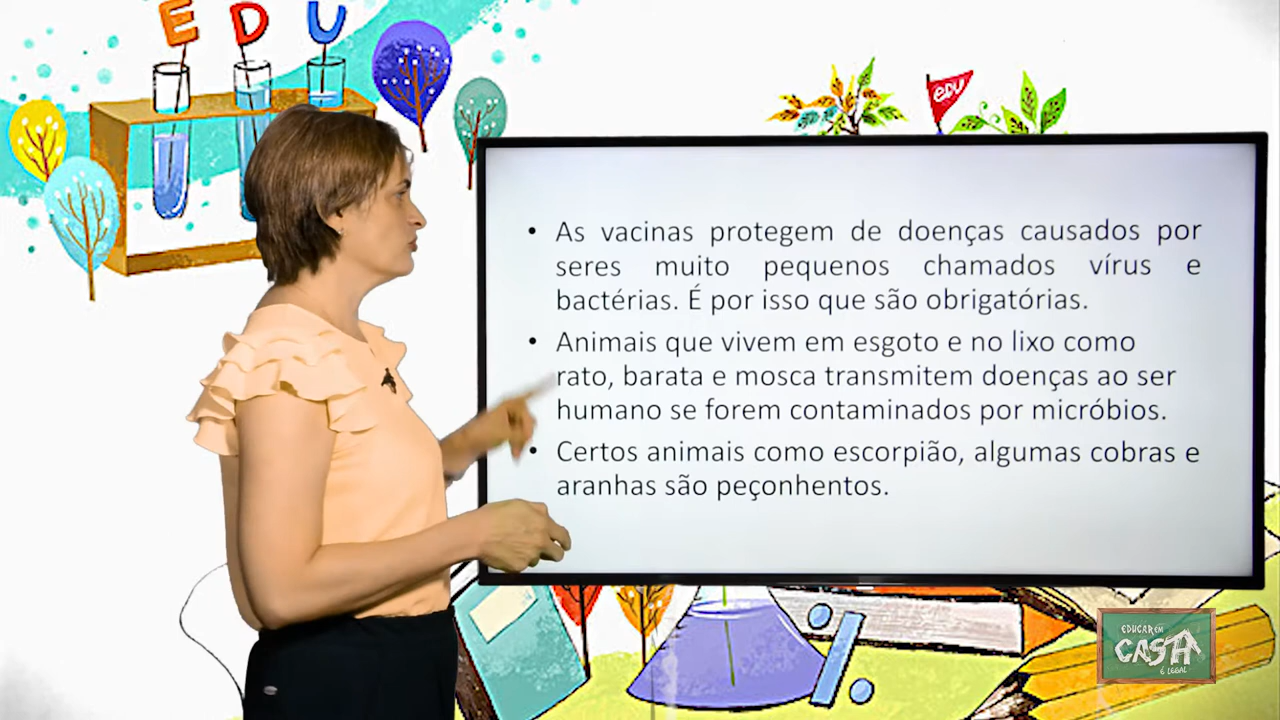 EDU
EDU
• As vacinas protegem de doenças causados por
seres muito pequenos chamados vírus e
bactérias. É por isso que são obrigatórias.
• Animais que vivem em esgoto e no lixo como
rato, barata e mosca transmitem doenças ao ser
humano se forem contaminados por micróbios.
• Certos animais como escorpião, algumas cobras e
aranhas são peçonhentos.
EDUCAR EM
CASA
É LEGAL